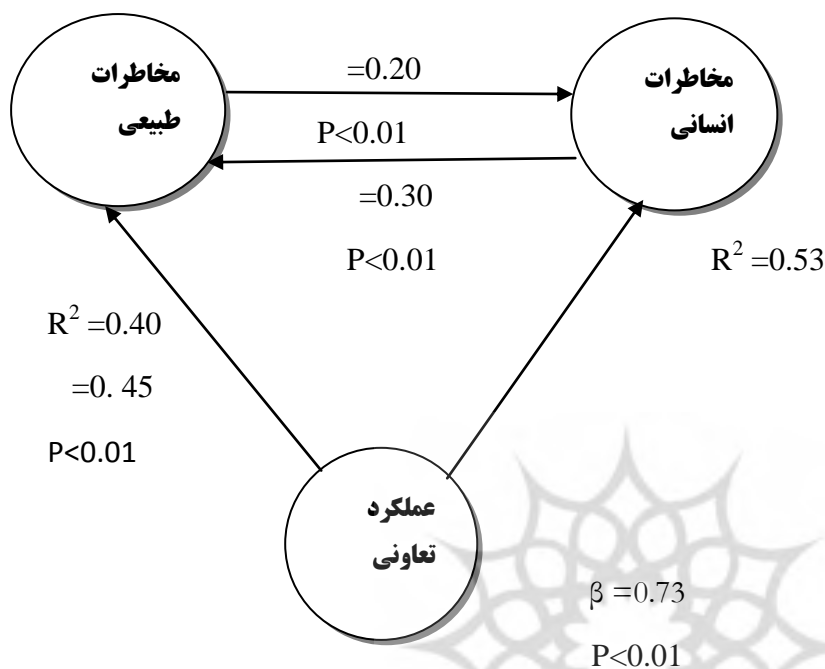 مخاطرات
طبیعی
=0.20
P<0.01
مخاطرات
انسانی
=0.30
P<0.01
R² =0.53
R² =0.40
=0. 45
P<0.01
عملکرد
تعاونی
β =0.73
P<0.01